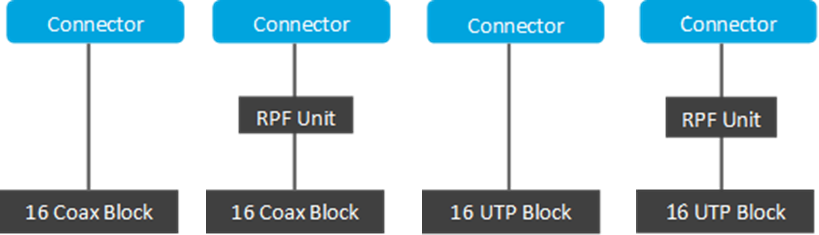 Connector
Connector
Connector
Connector
RPF Unit
RPF Unit
16 Coax Block
16 Coax Block
16 UTP Block
16 UTP Block